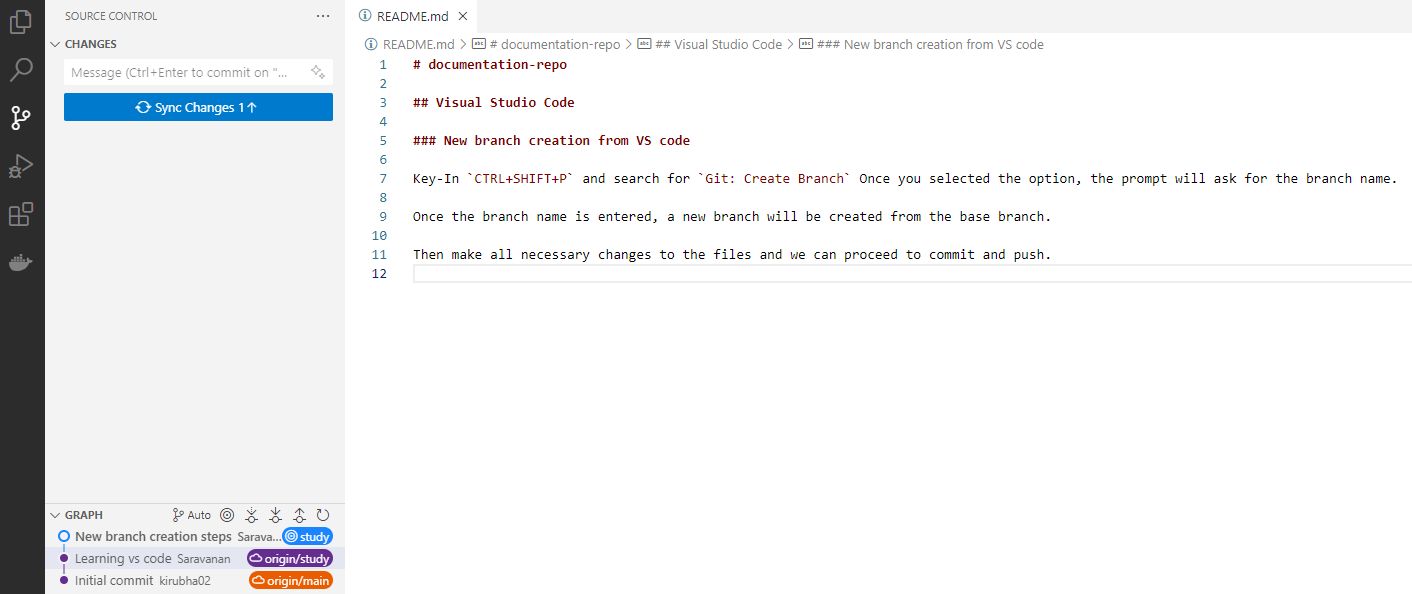 SOURCE CONTROL
CHANGES
Message (Ctrl+Enter to commit on "...
Sync Changes 1↑
README.md
README.md > # documentation-repo > ## Visual Studio Code > ### New branch creation from VS code
1 # documentation-repo
2
3 ## Visual Studio Code
4
5 ### New branch creation from VS code
6
7 Key-In `CTRL+SHIFT+P` and search for `Git: Create Branch` Once you selected the option, the prompt will ask for the branch name.
8
9 Once the branch name is entered, a new branch will be created from the base branch.
10
11 Then make all necessary changes to the files and we can proceed to commit and push.
12
GRAPH Auto
New branch creation steps Sarava... study
Learning vs code Saravanan origin/study
Initial commit kirubha02 origin/main